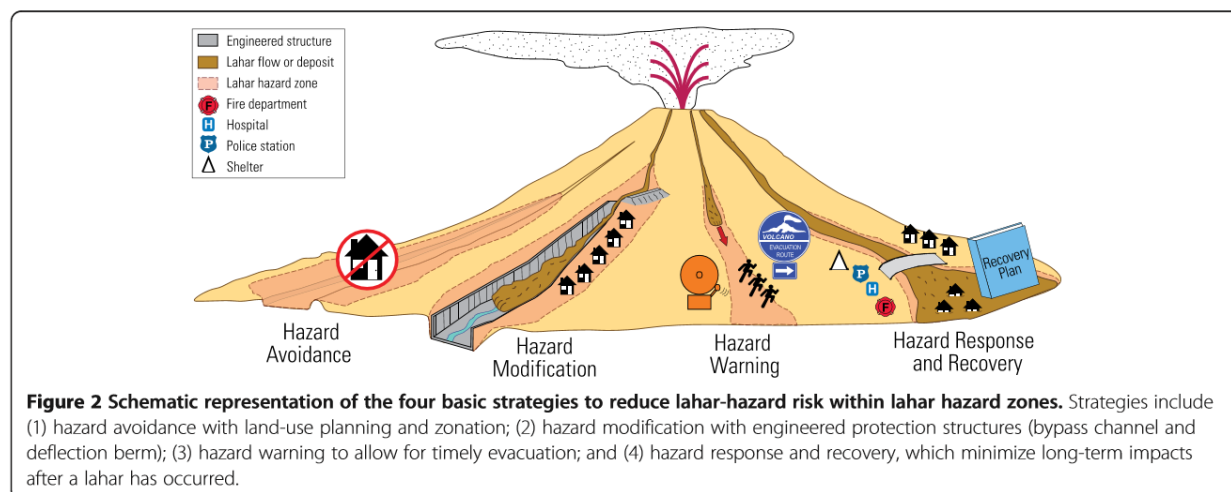 Engineered structure
Lahar flow or deposit
Lahar hazard zone
F
Fire department
H
Hospital
P
Police station
Shelter
VOLCANO
EVACUATION
ROUTE
P
H
F
Recovery
Plan
Hazard
Avoidance
Hazard
Modification
Hazard
Warning
Hazard Response
and Recovery
Figure 2 Schematic representation of the four basic strategies to reduce lahar-hazard risk within lahar hazard zones. Strategies include
(1) hazard avoidance with land-use planning and zonation; (2) hazard modification with engineered protection structures (bypass channel and
deflection berm); (3) hazard warning to allow for timely evacuation; and (4) hazard response and recovery, which minimize long-term impacts
after a lahar has occurred.